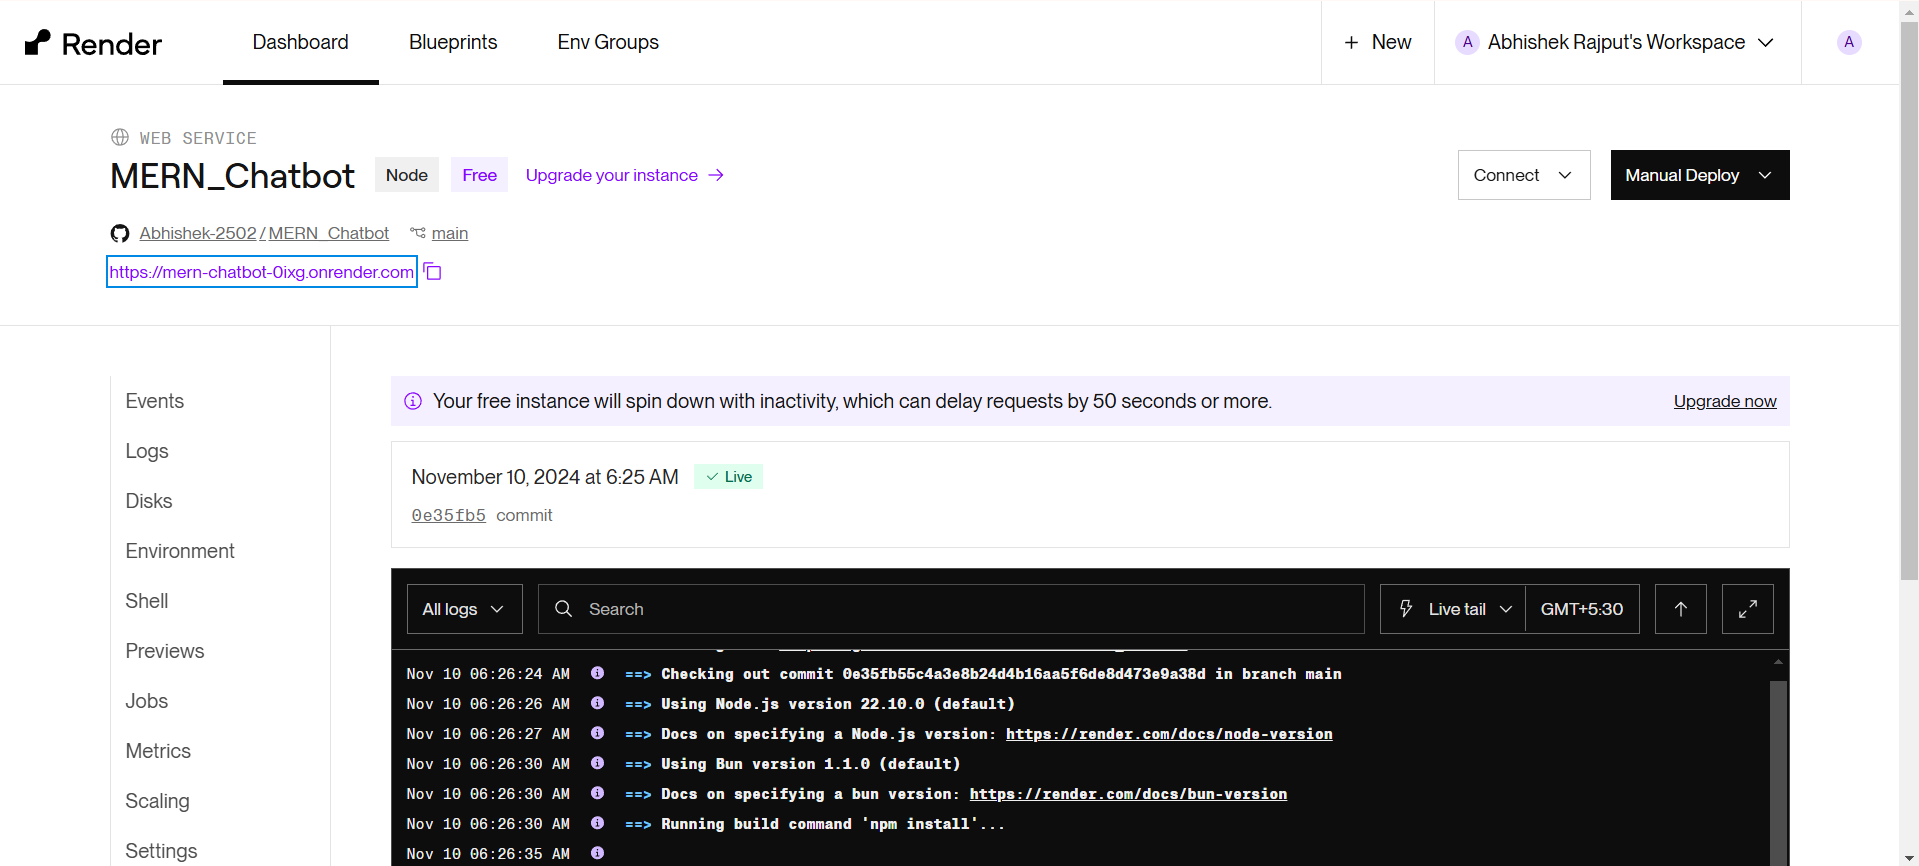 Render
Dashboard
Blueprints
Env Groups
+ New
A Abhishek Rajput's Workspace
A
WEB SERVICE
MERN_Chatbot
Node
Free
Upgrade your instance →
Connect
Manual Deploy
Abhishek-2502/MERN_Chatbot
main
https://mern-chatbot-0ixg.onrender.com
Events
Logs
Disks
Environment
Shell
Previews
Jobs
Metrics
Scaling
Settings
Your free instance will spin down with inactivity, which can delay requests by 50 seconds or more.
Upgrade now
November 10, 2024 at 6:25 AM
Live
0e35fb5 commit
All logs
Search
Live tail
GMT+5:30
Nov 10 06:26:24 AM ==> Checking out commit 0e35fb55c4a3e8b24d4b16aa5f6de8d473e9a38d in branch main
Nov 10 06:26:26 AM ==> Using Node.js version 22.10.0 (default)
Nov 10 06:26:27 AM ==> Docs on specifying a Node.js version: https://render.com/docs/node-version
Nov 10 06:26:30 AM ==> Using Bun version 1.1.0 (default)
Nov 10 06:26:30 AM ==> Docs on specifying a bun version: https://render.com/docs/bun-version
Nov 10 06:26:30 AM ==> Running build command 'npm install'...
Nov 10 06:26:35 AM